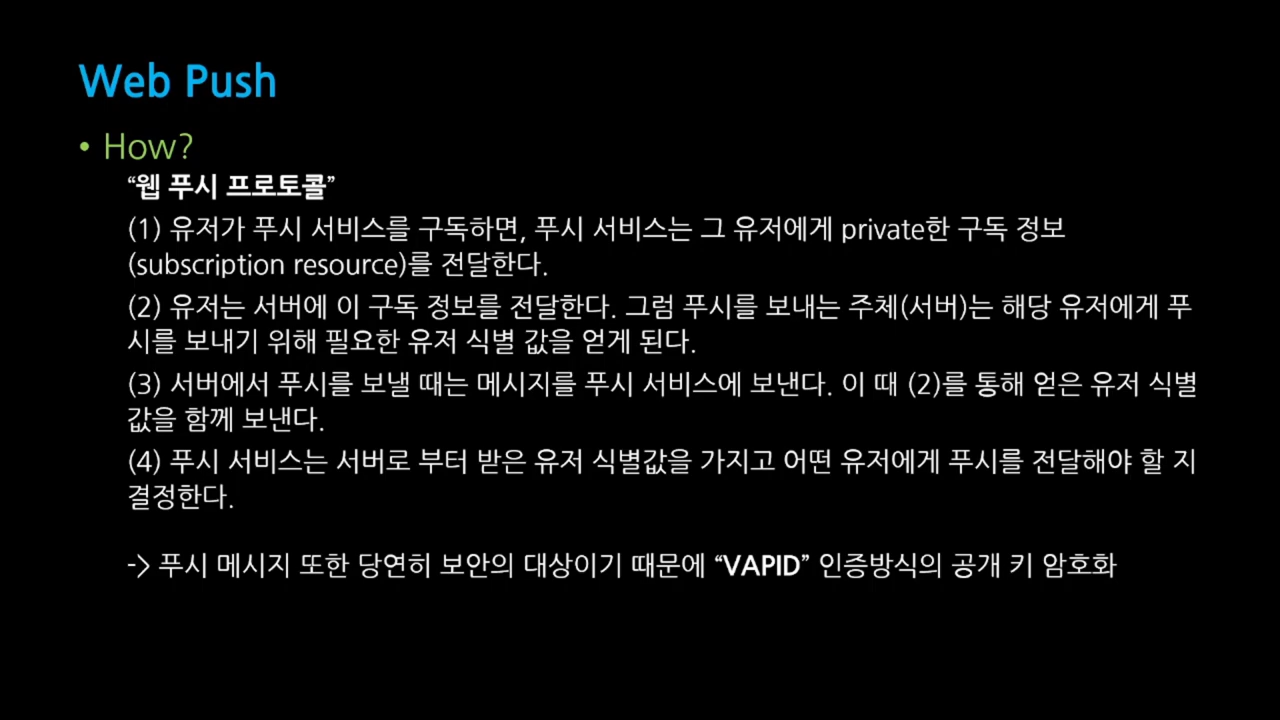 Web Push
• How?
“웹 푸시 프로토콜”
(1) 유저가 푸시 서비스를 구독하면, 푸시 서비스는 그 유저에게 private한 구독 정보
(subscription resource)를 전달한다.
(2) 유저는 서버에 이 구독 정보를 전달한다. 그럼 푸시를 보내는 주체(서버)는 해당 유저에게 푸
시를 보내기 위해 필요한 유저 식별 값을 얻게 된다.
(3) 서버에서 푸시를 보낼 때는 메시지를 푸시 서비스에 보낸다. 이 때 (2)를 통해 얻은 유저 식별
값을 함께 보낸다.
(4) 푸시 서비스는 서버로 부터 받은 유저 식별값을 가지고 어떤 유저에게 푸시를 전달해야 할 지
결정한다.
-> 푸시 메시지 또한 당연히 보안의 대상이기 때문에 “VAPID” 인증방식의 공개 키 암호화